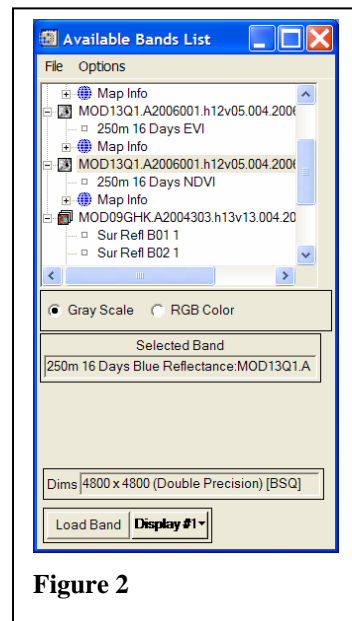 Available Bands List
File Options
Map Info
MOD13Q1.A2006001.h12v05.004.2006
250m 16 Days EVI
Map Info
MOD13Q1.A2006001.h12v05.004.2006
250m 16 Days NDVI
Map Info
MOD09GHK.A2004303.h13v13.004.20
Sur Refl B01 1
Sur Refl B02 1
Gray Scale RGB Color
Selected Band
250m 16 Days Blue Reflectance:MOD13Q1.A
Dims 4800 x 4800 (Double Precision) [BSQ]
Load Band Display #1
Figure 2